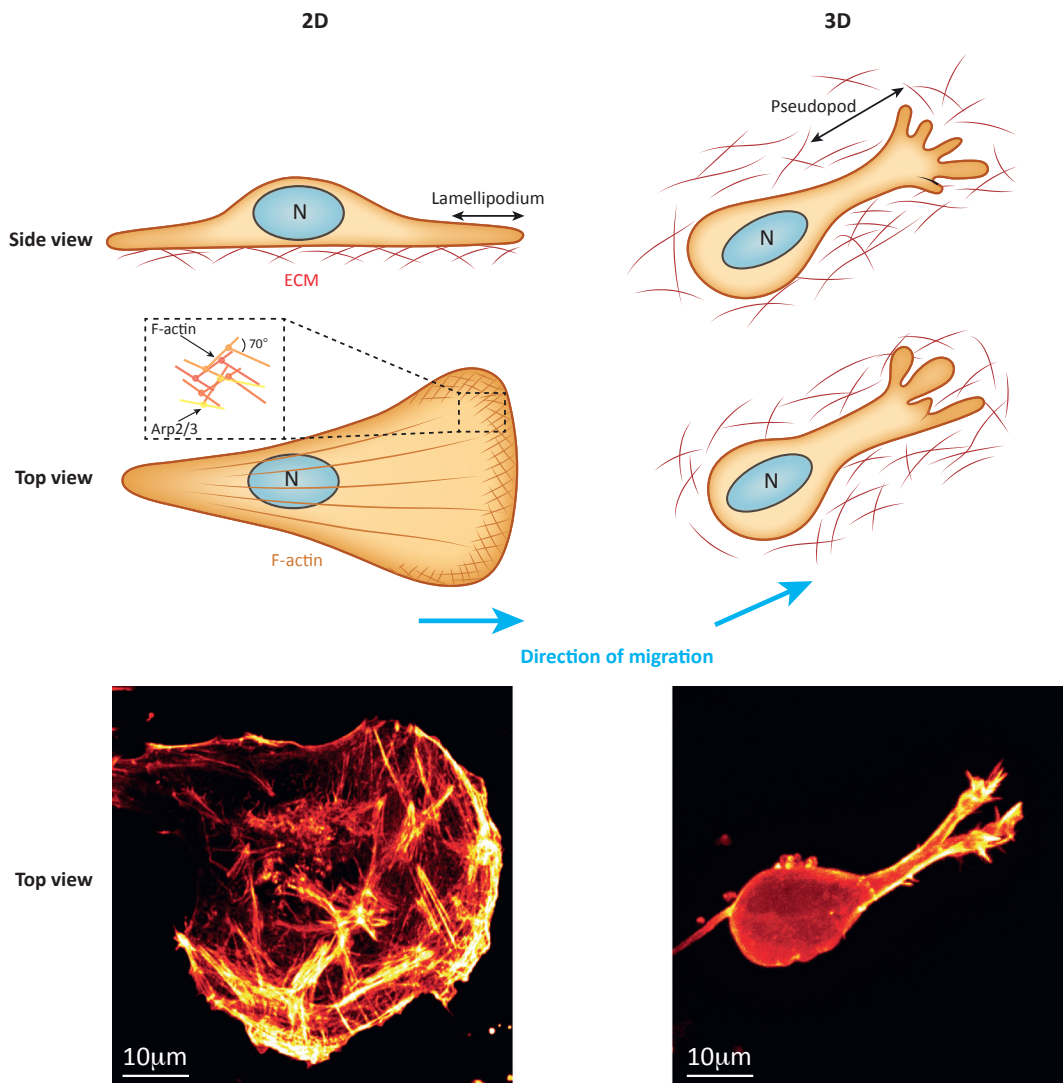 2D
3D
Pseudopod
N
Lamellipodium
Side view
N
ECM
F-actin
70°
Arp2/3
Top view
N
N
F-actin
Direction of migration
Top view
10µm
10µm